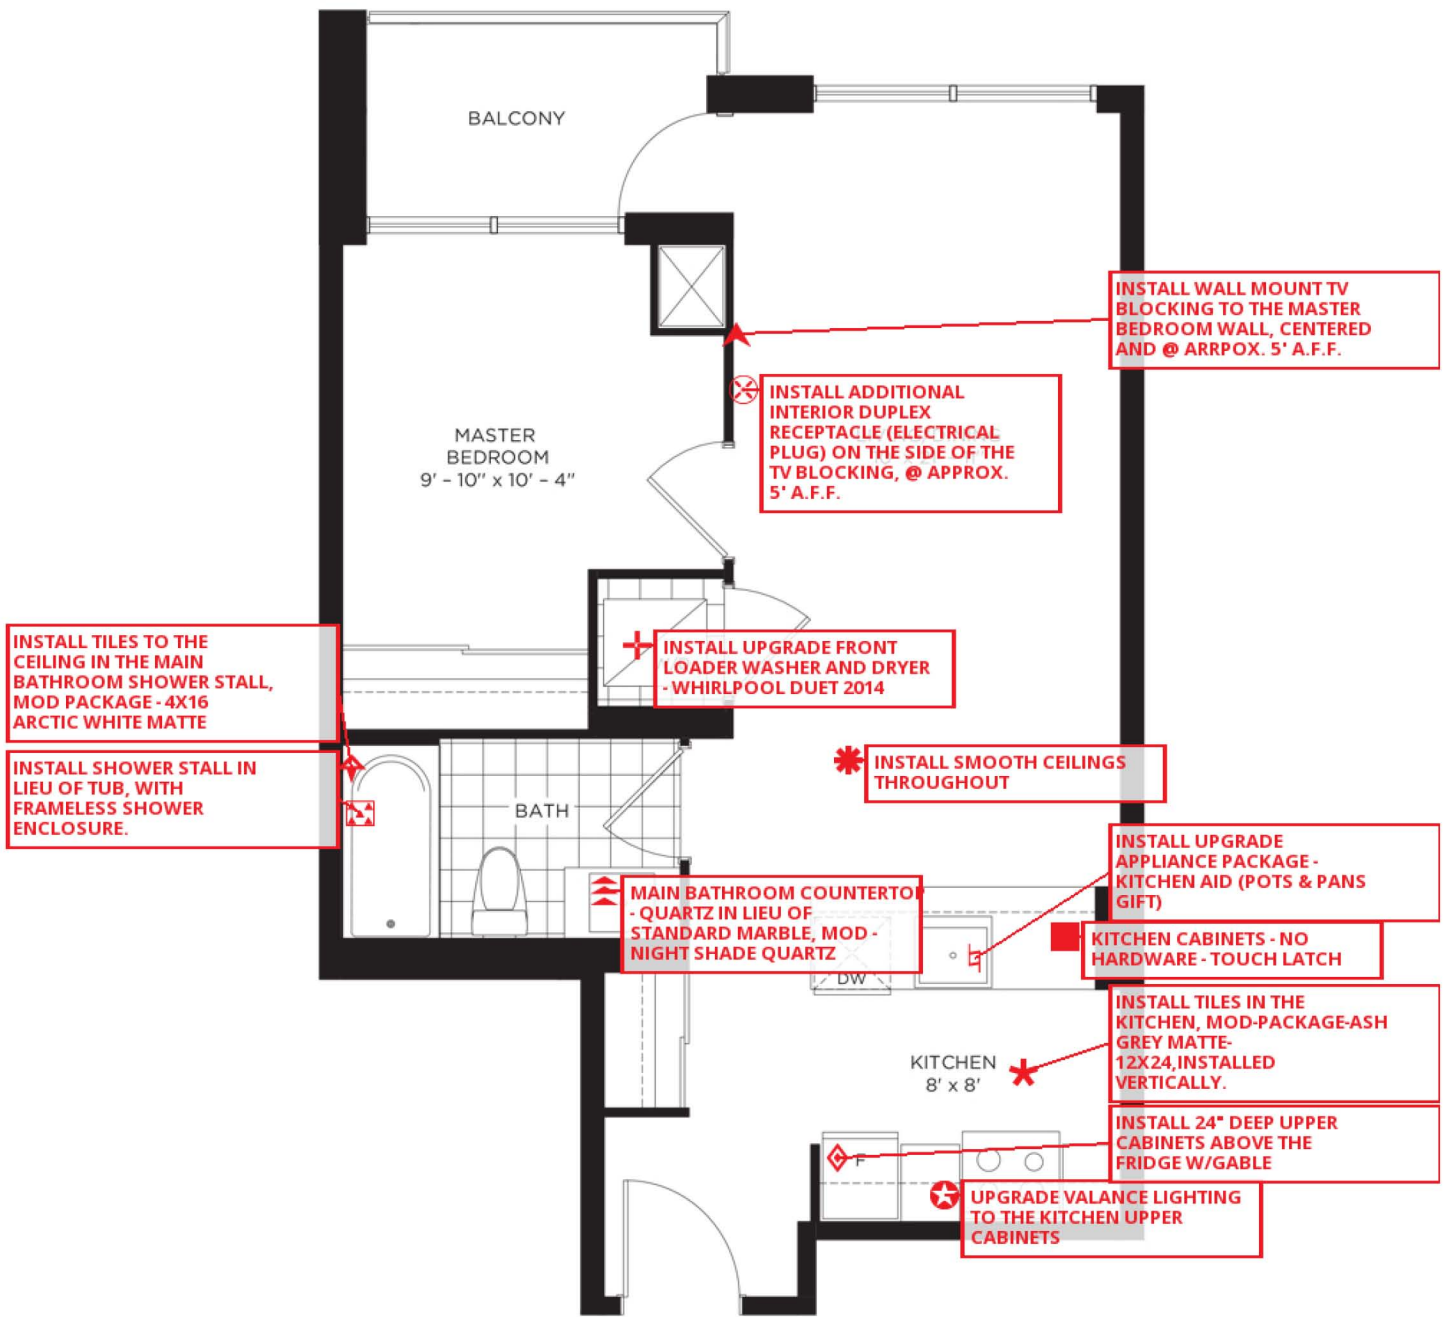 BALCONY
INSTALL WALL MOUNT TV
BLOCKING TO THE MASTER
BEDROOM WALL, CENTERED
AND @ ARRPOX. 5' A.F.F.
INSTALL ADDITIONAL
INTERIOR DUPLEX
RECEPTACLE (ELECTRICAL
PLUG) ON THE SIDE OF THE
TV BLOCKING, @ APPROX.
5' A.F.F.
MASTER
BEDROOM
9' - 10" x 10' - 4"
INSTALL TILES TO THE
CEILING IN THE MAIN
BATHROOM SHOWER STALL,
MOD PACKAGE - 4X16
ARCTIC WHITE MATTE
INSTALL UPGRADE FRONT
LOADER WASHER AND DRYER
- WHIRLPOOL DUET 2014
INSTALL SHOWER STALL IN
LIEU OF TUB, WITH
FRAMELESS SHOWER
ENCLOSURE.
BATH
INSTALL SMOOTH CEILINGS
THROUGHOUT
INSTALL UPGRADE
APPLIANCE PACKAGE -
KITCHEN AID (POTS & PANS
GIFT)
MAIN BATHROOM COUNTERTOP
- QUARTZ IN LIEU OF
STANDARD MARBLE, MOD -
NIGHT SHADE QUARTZ
DW
KITCHEN CABINETS - NO
HARDWARE - TOUCH LATCH
INSTALL TILES IN THE
KITCHEN, MOD-PACKAGE-ASH
GREY MATTE-
12X24,INSTALLED
VERTICALLY.
KITCHEN
8' x 8'
INSTALL 24" DEEP UPPER
CABINETS ABOVE THE
FRIDGE W/GABLE
F
UPGRADE VALANCE LIGHTING
TO THE KITCHEN UPPER
CABINETS